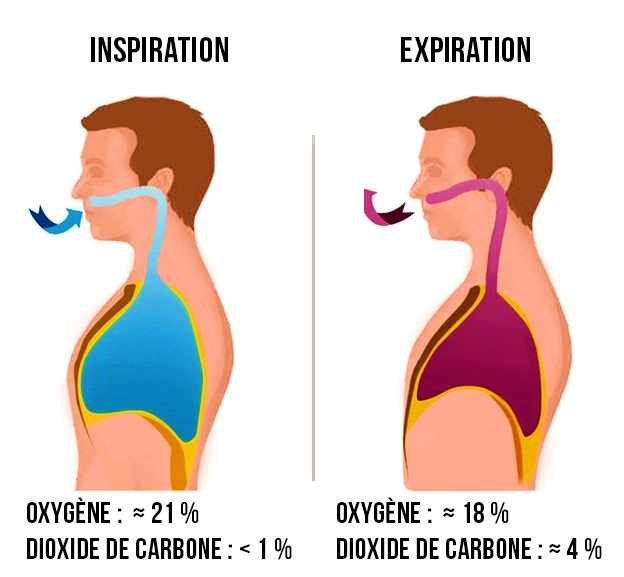 INSPIRATION
EXPIRATION
OXYGÈNE : ≈ 21 %
DIOXIDE DE CARBONE : < 1 %
OXYGÈNE : ≈ 18 %
DIOXIDE DE CARBONE : ≈ 4 %